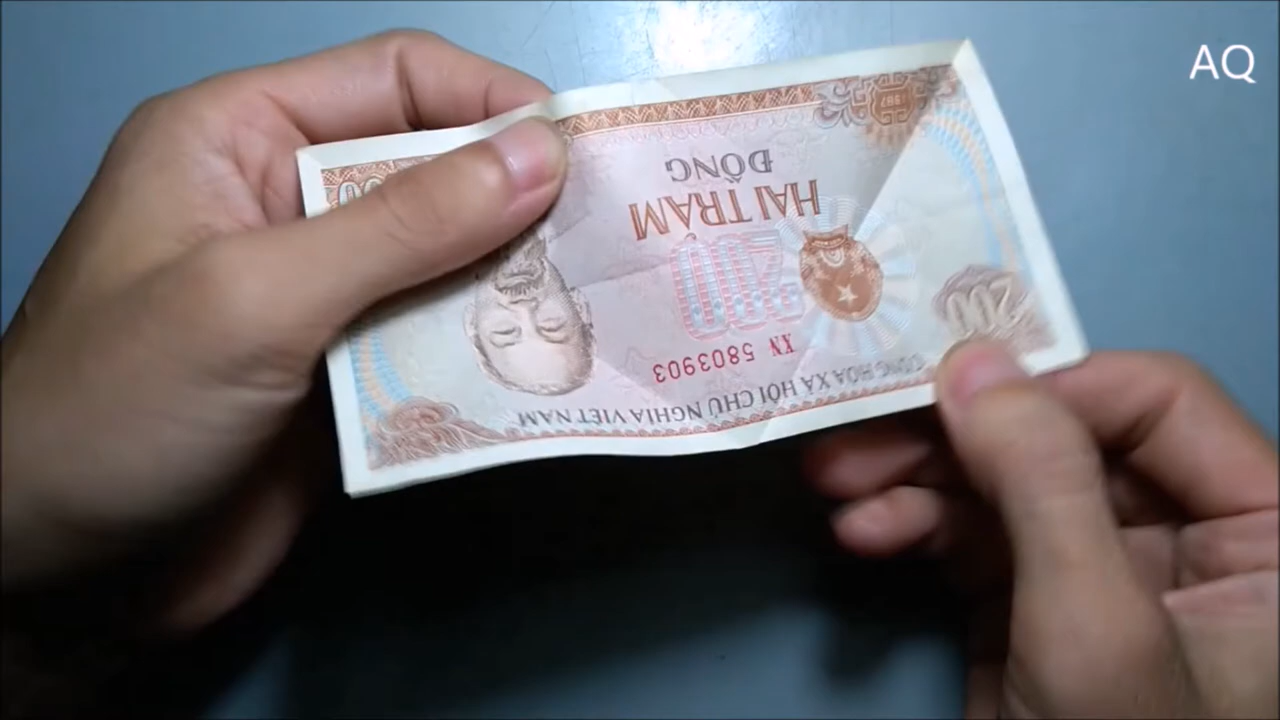 AQ
CỘNG HÒA XÃ HỘI CHỦ NGHĨA VIỆT NAM
XN 5803903
200
200
HAI TRĂM
ĐỒNG
1987